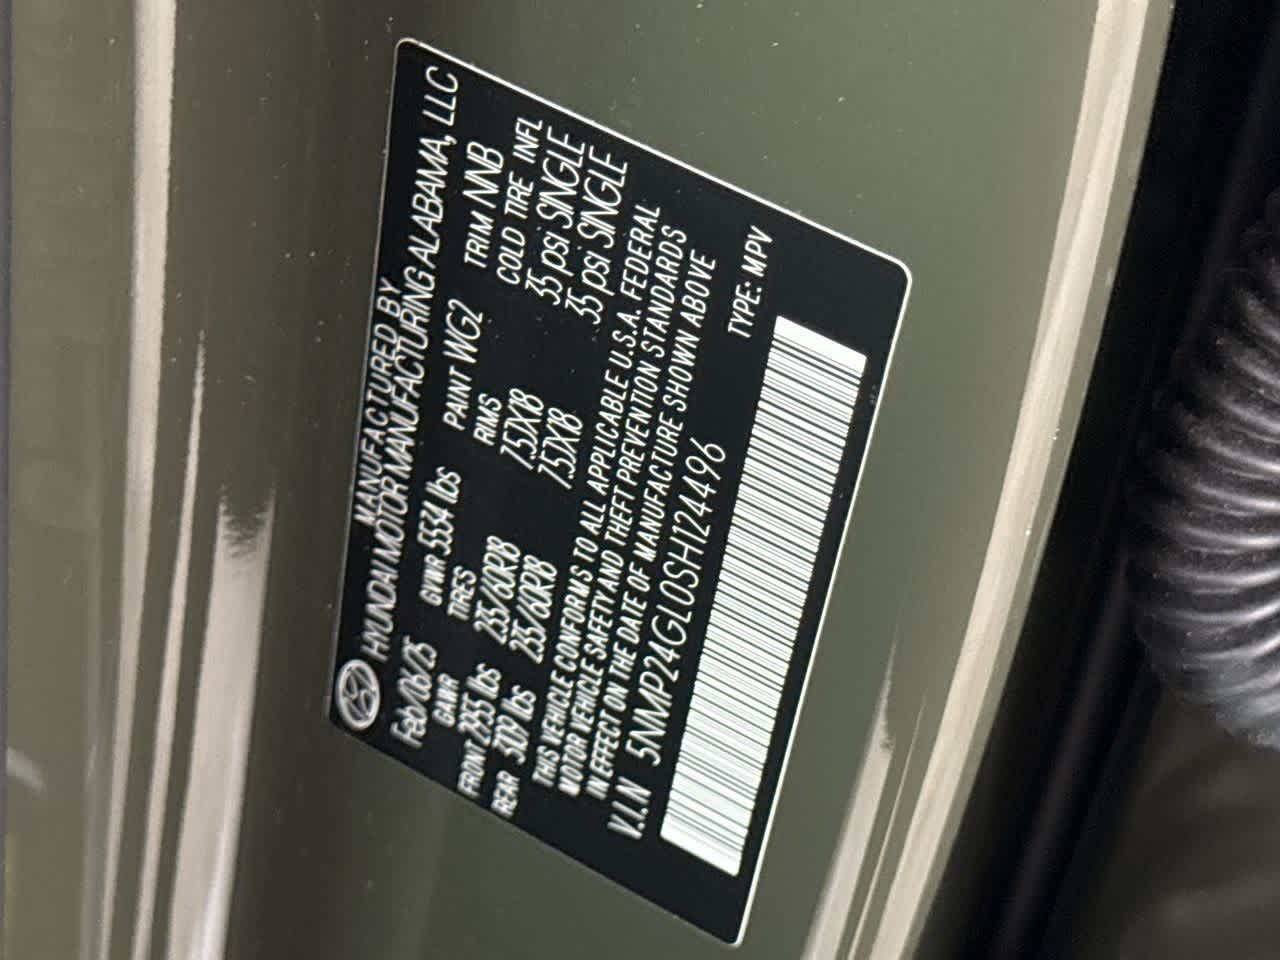 MANUFACTURED BY
HYUNDAI MOTOR MANUFACTURING ALABAMA, LLC
Feb/06/25 GVWR 5534 lbs PAINT WG2 TRIM NNB
GAWR TIRES RIMS COLD TIRE INFL
FRONT 2955 lbs 235/60R18 7.5JX18 35 psi SINGLE
REAR 3019 lbs 235/60R18 7.5JX18 35 psi SINGLE
THIS VEHICLE CONFORMS TO ALL APPLICABLE U.S.A. FEDERAL
MOTOR VEHICLE SAFETY AND THEFT PREVENTION STANDARDS
IN EFFECT ON THE DATE OF MANUFACTURE SHOWN ABOVE
V.I.N 5NMP24GL0SH124496 TYPE: MPV